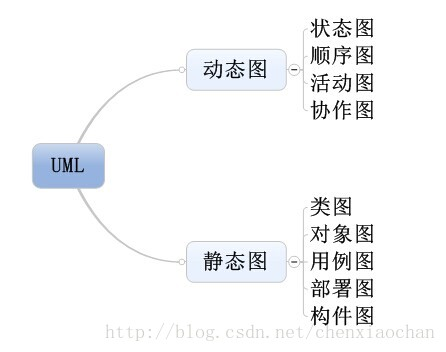 UML
动态图
状态图
顺序图
活动图
协作图
静态图
类图
对象图
用例图
部署图
构件图
http://blog.csdn.net/chenxiaochan